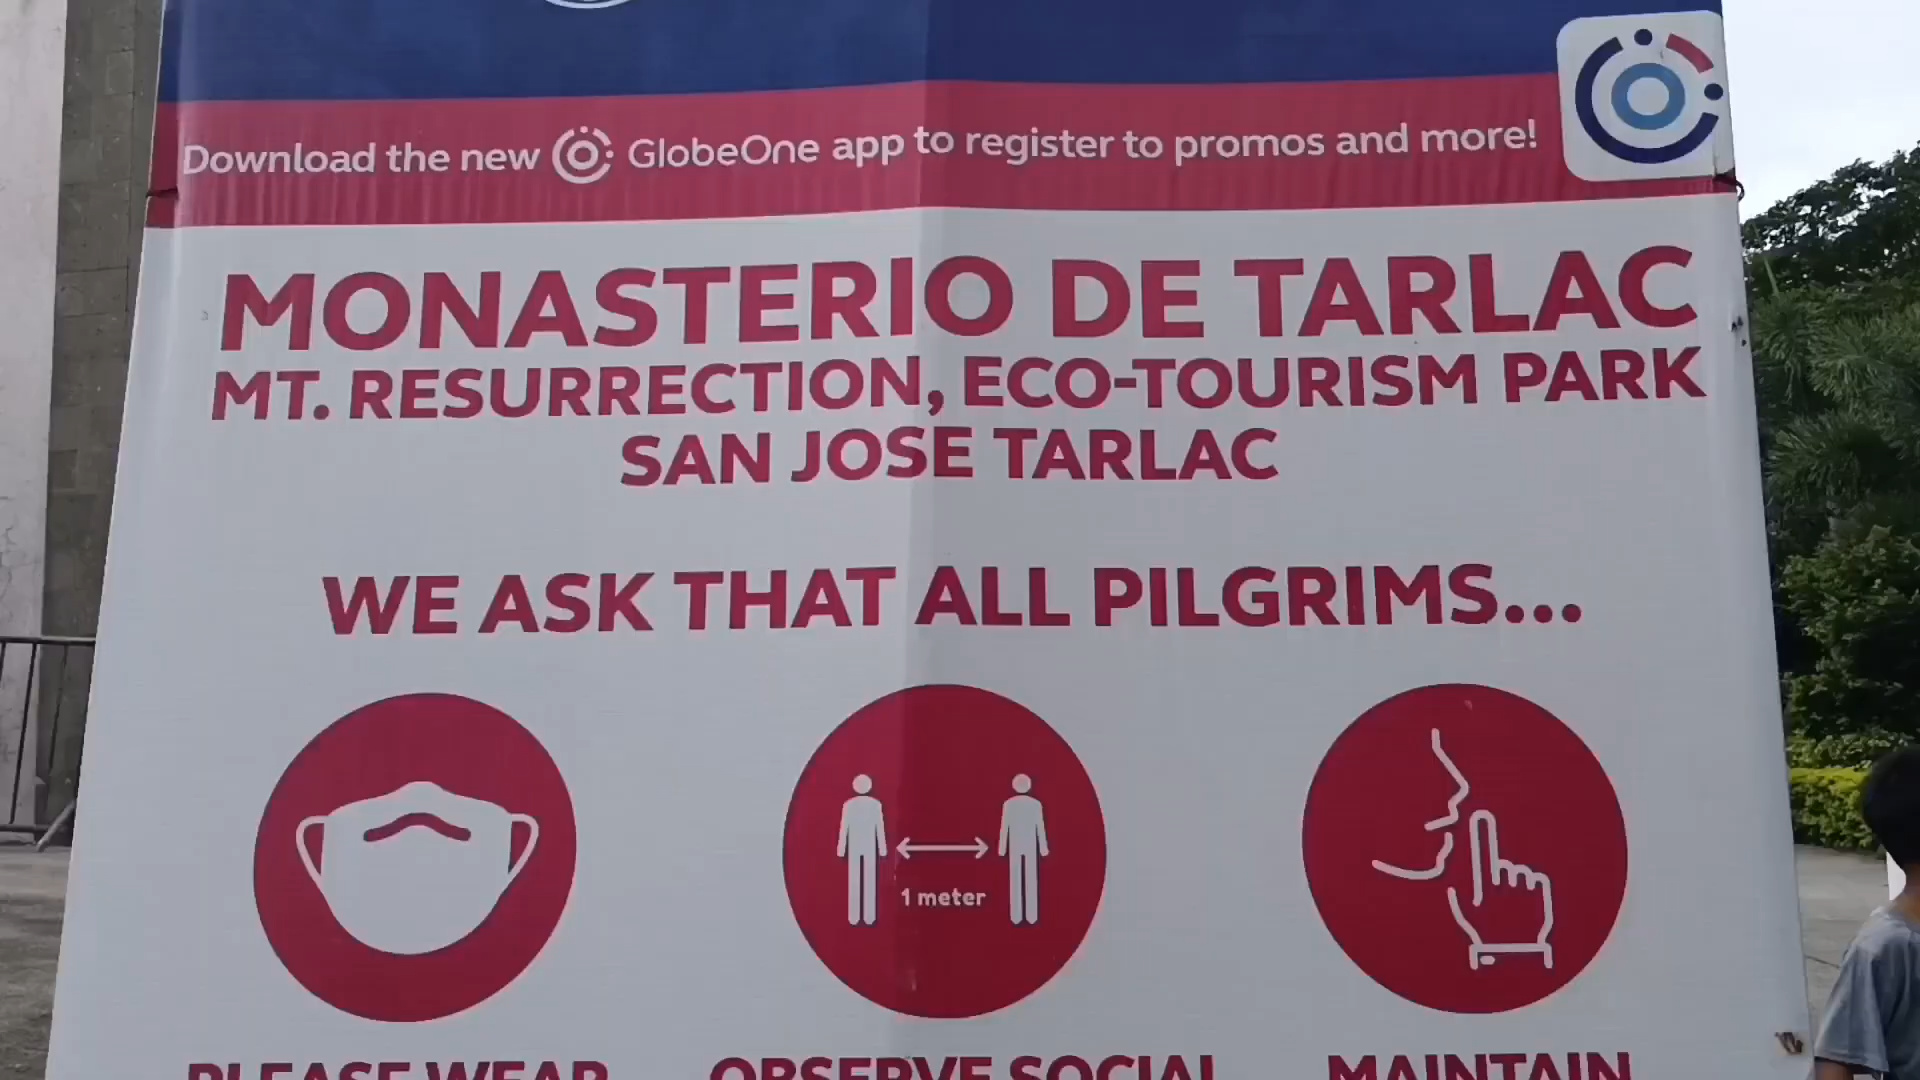 Download the new GlobeOne app to register to promos and more!
MONASTERIO DE TARLAC
MT. RESURRECTION, ECO-TOURISM PARK
SAN JOSE TARLAC
WE ASK THAT ALL PILGRIMS...
1 meter
PLEASE WEAR
OBSERVE SOCIAL
MAINTAIN